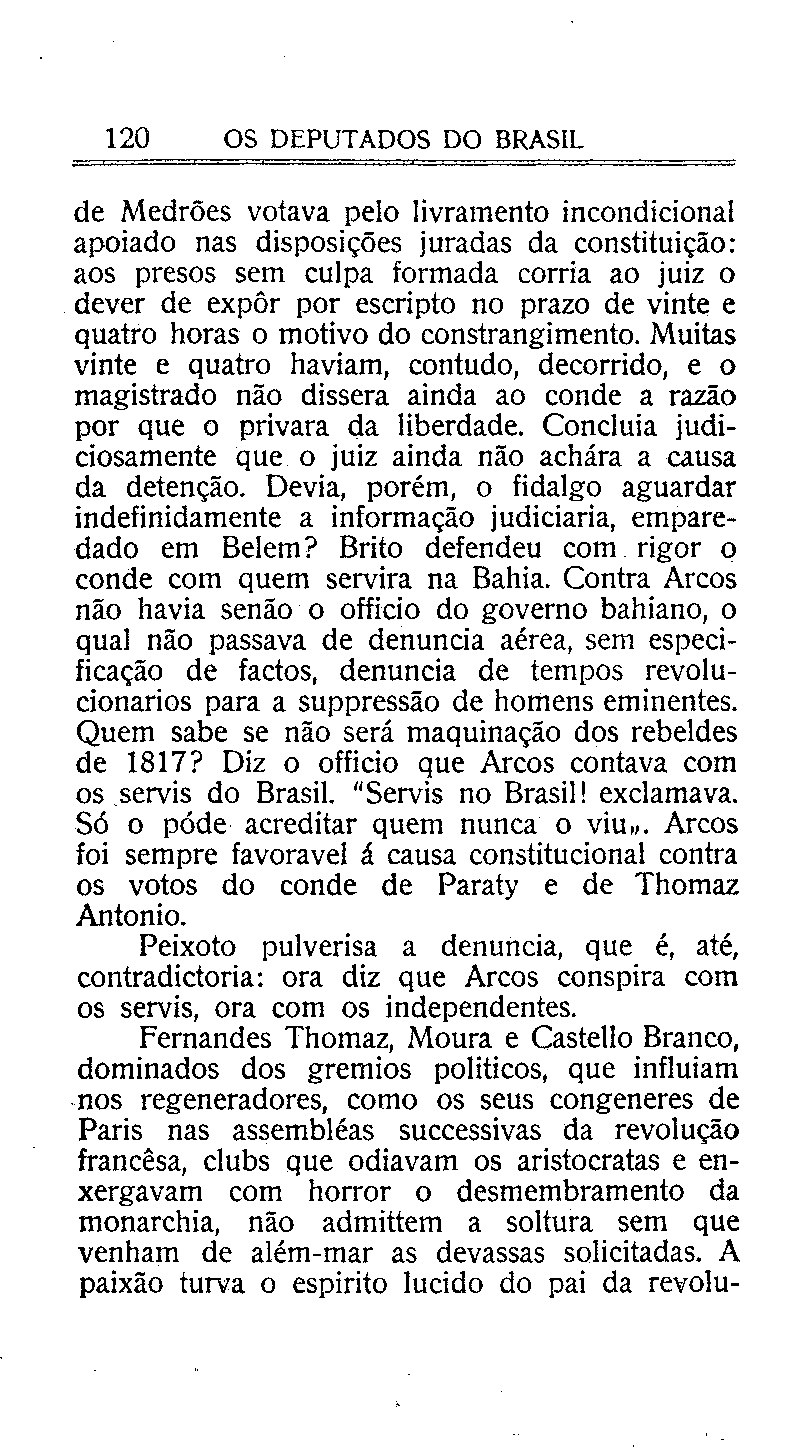 120 OS DEPUTADOS DO BRASIL
de Medrões votava pelo livramento incondicional
apoiado nas disposições juradas da constituição:
aos presos sem culpa formada corria ao juiz o
dever de expôr por escripto no prazo de vinte e
quatro horas o motivo do constrangimento. Muitas
vinte e quatro haviam, contudo, decorrido, e o
magistrado não dissera ainda ao conde a razão
por que o privara da liberdade. Concluia judi-
ciosamente que o juiz ainda não achára a causa
da detenção. Devia, porém, o fidalgo aguardar
indefinidamente a informação judiciaria, empare-
dado em Belem? Brito defendeu com rigor o
conde com quem servira na Bahia. Contra Arcos
não havia senão o officio do governo bahiano, o
qual não passava de denuncia aérea, sem especi-
ficação de factos, denuncia de tempos revolu-
cionarios para a suppressão de homens eminentes.
Quem sabe se não será maquinação dos rebeldes
de 1817? Diz o officio que Arcos contava com
os servis do Brasil. "Servis no Brasil! exclamava.
Só o póde acreditar quem nunca o viu„. Arcos
foi sempre favoravel á causa constitucional contra
os votos do conde de Paraty e de Thomaz
Antonio.
Peixoto pulverisa a denuncia, que é, até,
contradictoria: ora diz que Arcos conspira com
os servis, ora com os independentes.
Fernandes Thomaz, Moura e Castello Branco,
dominados dos gremios politicos, que influiam
nos regeneradores, como os seus congeneres de
Paris nas assembléas successivas da revolução
francêsa, clubs que odiavam os aristocratas e en-
xergavam com horror o desmembramento da
monarchia, não admittem a soltura sem que
venham de além-mar as devassas solicitadas. A
paixão turva o espirito lucido do pai da revolu-